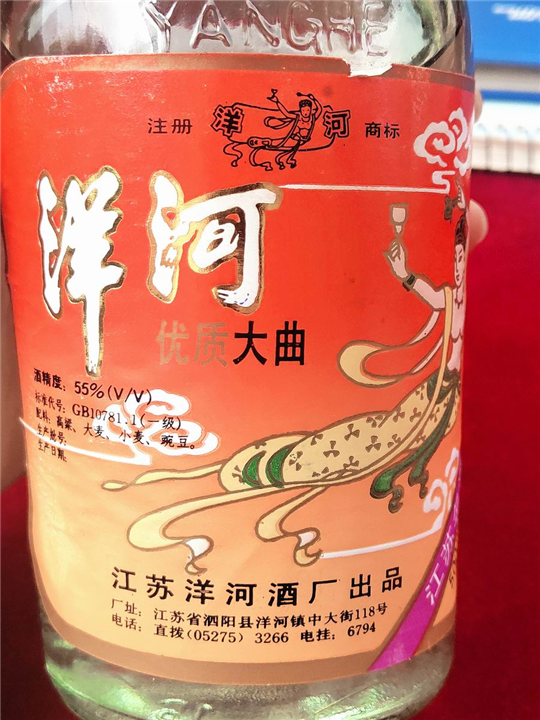 YANGHE
注册 洋河 商标
洋河
优质大曲
酒精度: 55%(V/V)
标准代号: GB10781.1(一级)
配料: 高粱、大麦、小麦、豌豆。
生产批号:
生产日期:
江苏洋河酒厂出品
厂址: 江苏省泗阳县洋河镇中大街118号
电话: 直拨(05275) 3266 电挂: 6794
江苏